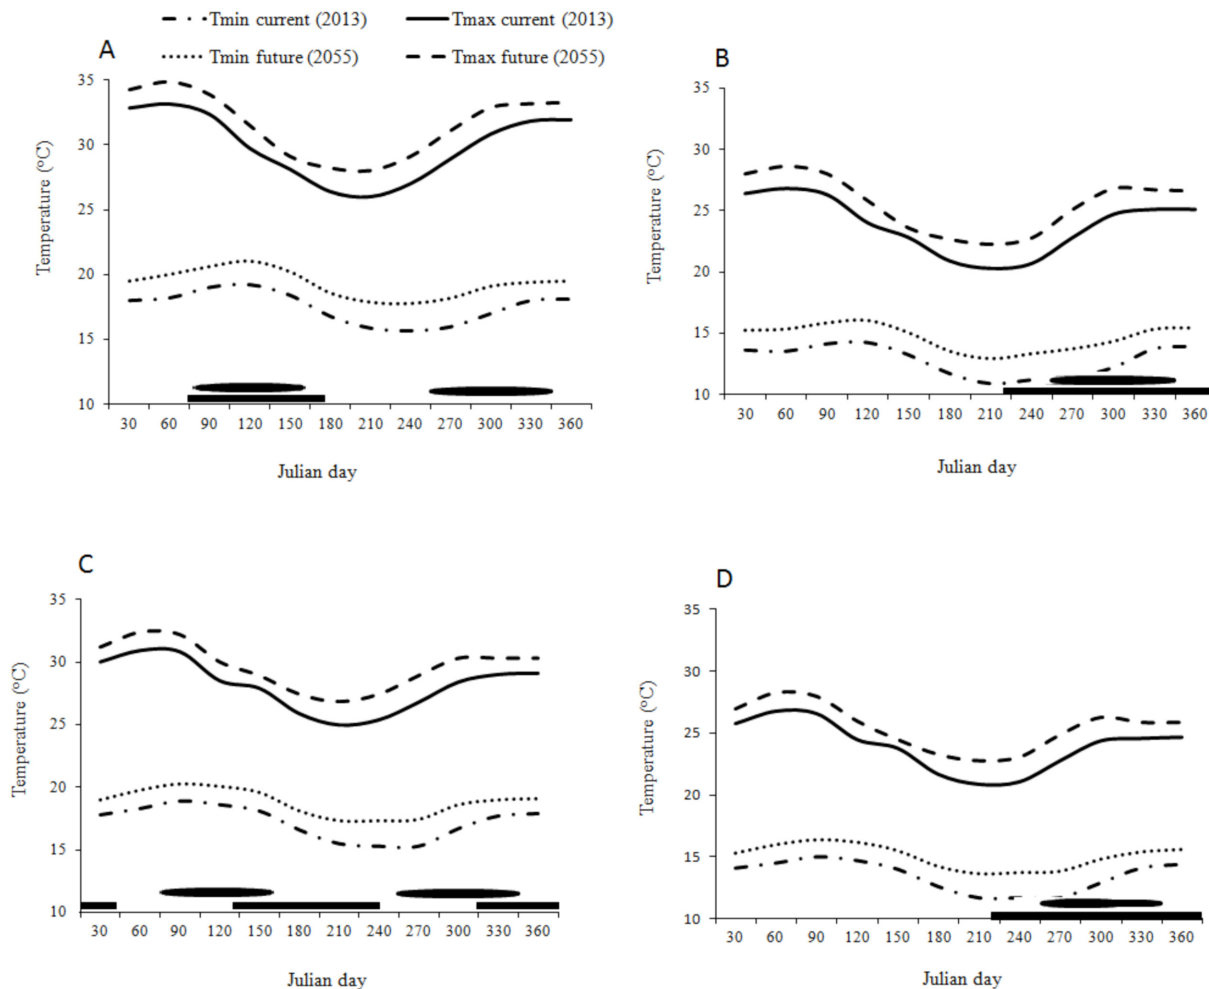 Tmin current (2013) Tmax current (2013)
Tmin future (2055) Tmax future (2055)
A
Temperature (°C)
35
30
25
20
15
10
30 60 90 120 150 180 210 240 270 300 330 360
Julian day
B
Temperature (°C)
35
30
25
20
15
10
30 60 90 120 150 180 210 240 270 300 330 360
Julian day
C
Temperature (°C)
35
30
25
20
15
10
30 60 90 120 150 180 210 240 270 300 330 360
Julian day
D
Temperature (°C)
35
30
25
20
15
10
30 60 90 120 150 180 210 240 270 300 330 360
Julian day